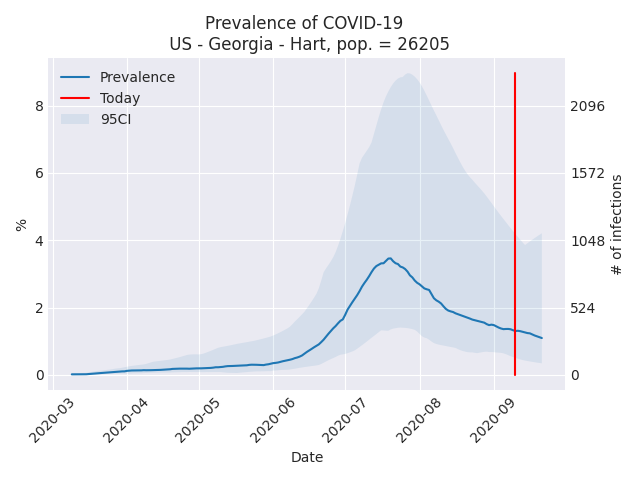 Prevalence of COVID-19
US - Georgia - Hart, pop. = 26205
Prevalence
Today
95CI
8
6
4
2
0
%
2096
1572
1048
524
0
# of infections
2020-03
2020-04
2020-05
2020-06
2020-07
2020-08
2020-09
Date